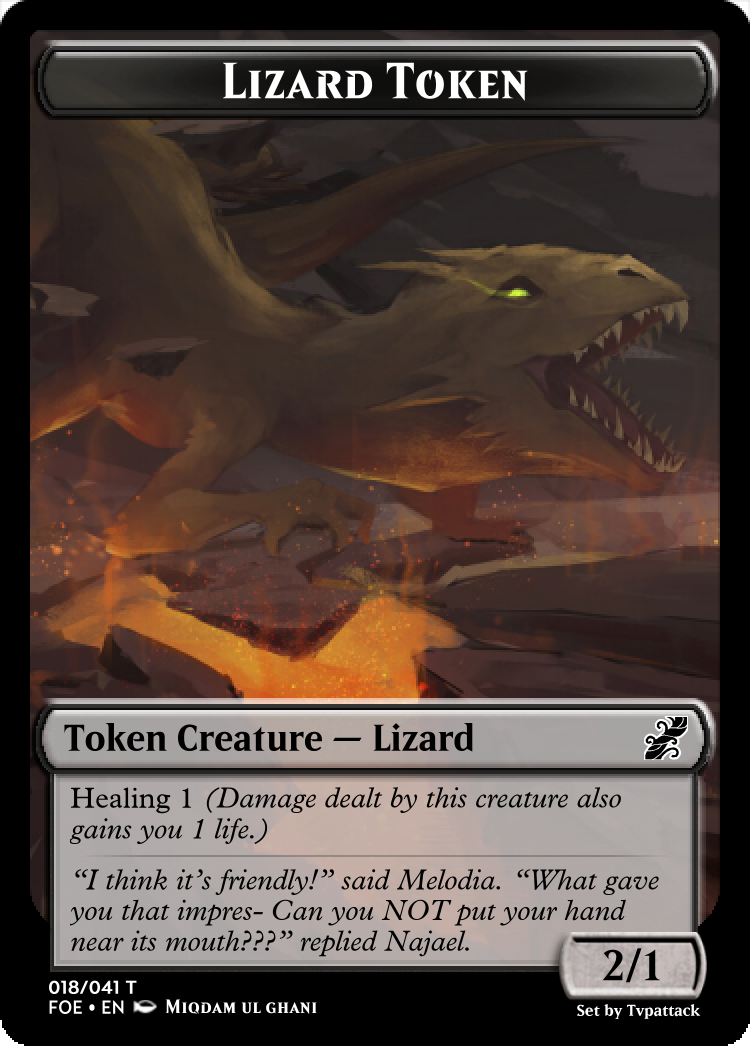 Lizard Token
Token Creature — Lizard
Healing 1 (Damage dealt by this creature also
gains you 1 life.)
“I think it’s friendly!” said Melodia. “What gave
you that impres- Can you NOT put your hand
near its mouth???” replied Najael.
2/1
018/041 T
FOE • EN Miqdam ul ghani
Set by Tvpattack